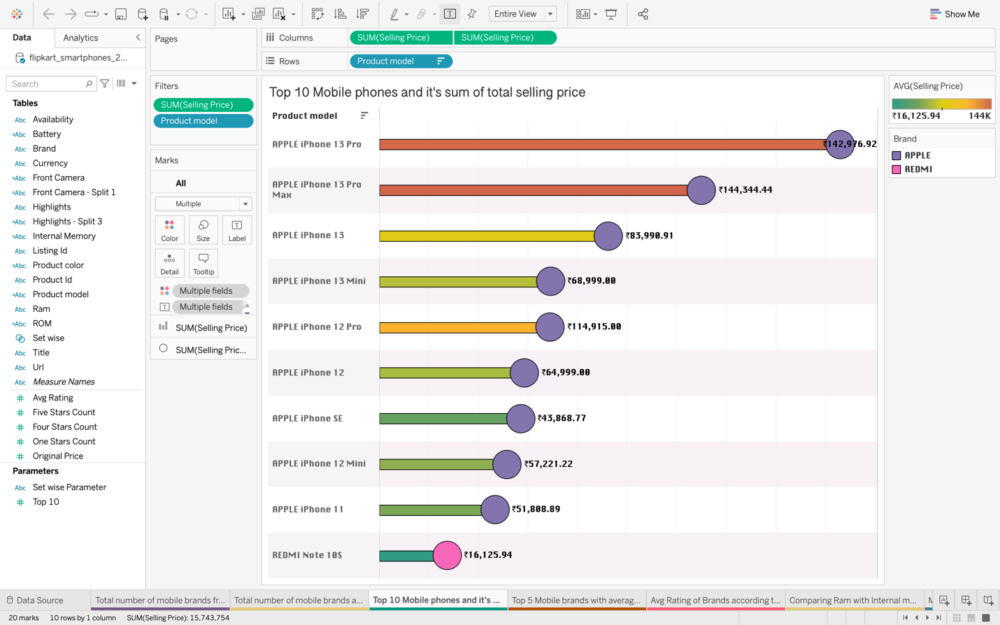 Entire View
Show Me
Data
Analytics
flipkart_smartphones_2...
Search
Tables
Abc Availability
=Abc Battery
Abc Brand
Abc Currency
=Abc Front Camera
=Abc Front Camera - Split 1
Abc Highlights
=Abc Highlights - Split 3
=Abc Internal Memory
Abc Listing Id
=Abc Product color
Abc Product Id
=Abc Product model
Abc Ram
=Abc ROM
Set wise
Abc Title
Abc Url
Abc Measure Names
# Avg Rating
# Five Stars Count
# Four Stars Count
# One Stars Count
# Original Price
Parameters
Abc Set wise Parameter
# Top 10
Pages
Filters
SUM(Selling Price)
Product model
Marks
All
Multiple
Color
Size
Label
Detail
Tooltip
Multiple fields
Multiple fields
SUM(Selling Price)
SUM(Selling Pric...
Columns
SUM(Selling Price)
SUM(Selling Price)
Rows
Product model
Top 10 Mobile phones and it's sum of total selling price
Product model
APPLE iPhone 13 Pro
₹142,976.92
APPLE iPhone 13 Pro
Max
₹144,344.44
APPLE iPhone 13
₹83,990.91
APPLE iPhone 13 Mini
₹68,999.00
APPLE iPhone 12 Pro
₹114,915.00
APPLE iPhone 12
₹64,999.00
APPLE iPhone SE
₹43,868.77
APPLE iPhone 12 Mini
₹57,221.22
APPLE iPhone 11
₹51,808.89
REDMI Note 10S
₹16,125.94
AVG(Selling Price)
₹16,125.94
144K
Brand
APPLE
REDMI
Data Source
Total number of mobile brands fr...
Total number of mobile brands a...
Top 10 Mobile phones and it's ...
Top 5 Mobile brands with averag...
Avg Rating of Brands according t...
Comparing Ram with Internal m...
20 marks
10 rows by 1 column
SUM(Selling Price): 15,743,754